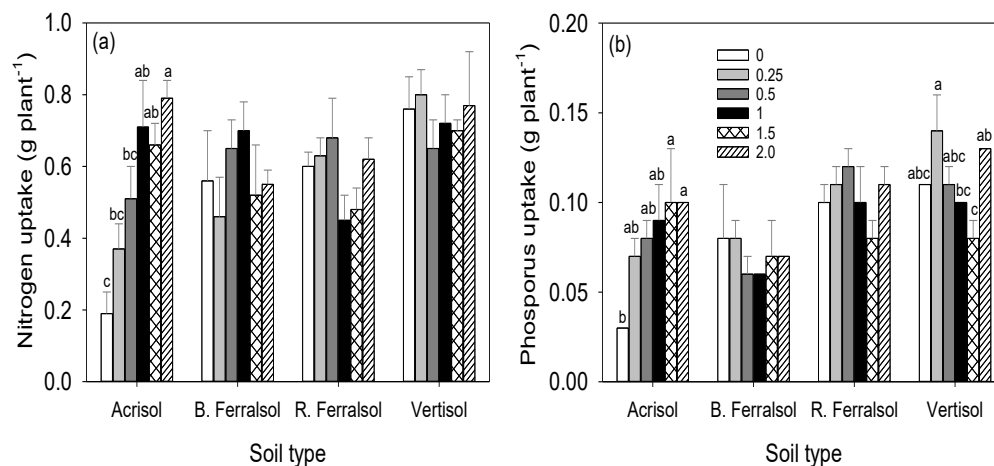 (a)
Nitrogen uptake (g plant⁻¹)
1.0
0.8
0.6
0.4
0.2
0.0
c
bc
bc
ab
ab
a
Acrisol B. Ferralsol R. Ferralsol Vertisol
Soil type
(b)
Phosporus uptake (g plant⁻¹)
0.20
0.15
0.10
0.05
0.00
0
0.25
0.5
1
1.5
2.0
b
ab
ab
ab
a
a
abc
a
abc
bc
c
ab
Acrisol B. Ferralsol R. Ferralsol Vertisol
Soil type